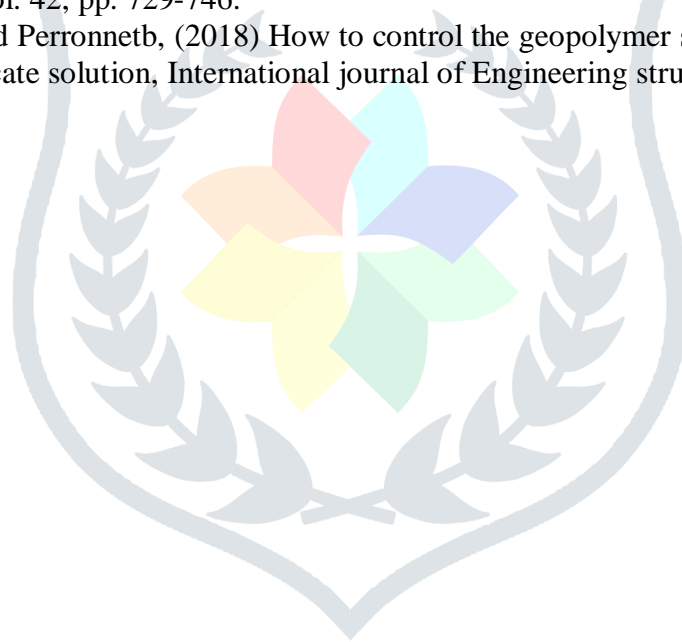 ol. 42, pp. 729-746.
d Perronnetb, (2018) How to control the geopolymer s
cate solution, International journal of Engineering stru